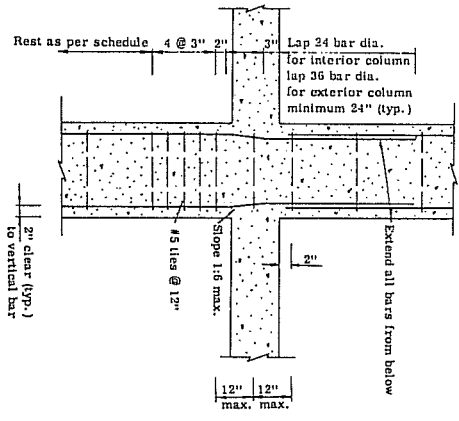 Rest as per schedule
4 @ 3"
2"
3"
Lap 24 bar dia.
for interior column
lap 36 bar dia.
for exterior column
minimum 24" (typ.)
2" clear (typ.)
to vertical bar
#5 ties @ 12"
Slope 1:6 max.
2"
Extend all bars from below
12"
max.
12"
max.